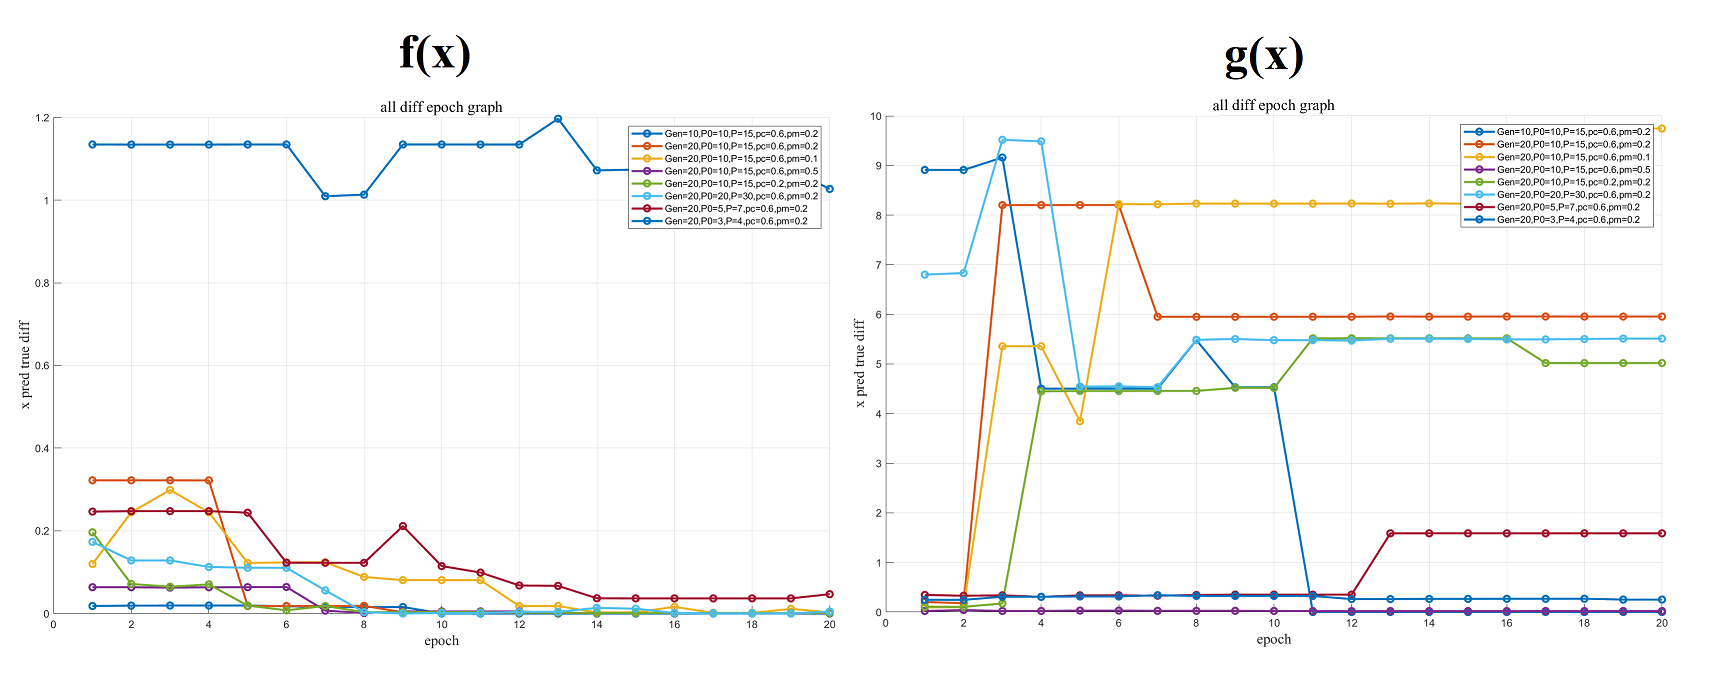 f(x)
all diff epoch graph
1.2
1
0.8
0.6
0.4
0.2
0
x pred true diff
Gen=10,P0=10,P=15,pc=0.6,pm=0.2
Gen=20,P0=10,P=15,pc=0.6,pm=0.2
Gen=20,P0=10,P=15,pc=0.6,pm=0.1
Gen=20,P0=10,P=15,pc=0.6,pm=0.5
Gen=20,P0=10,P=15,pc=0.2,pm=0.2
Gen=20,P0=20,P=30,pc=0.6,pm=0.2
Gen=20,P0=5,P=7,pc=0.6,pm=0.2
Gen=20,P0=3,P=4,pc=0.6,pm=0.2
0 2 4 6 8 10 12 14 16 18 20
epoch
g(x)
all diff epoch graph
10
9
8
7
6
5
4
3
2
1
0
x pred true diff
Gen=10,P0=10,P=15,pc=0.6,pm=0.2
Gen=20,P0=10,P=15,pc=0.6,pm=0.2
Gen=20,P0=10,P=15,pc=0.6,pm=0.1
Gen=20,P0=10,P=15,pc=0.6,pm=0.5
Gen=20,P0=10,P=15,pc=0.2,pm=0.2
Gen=20,P0=20,P=30,pc=0.6,pm=0.2
Gen=20,P0=5,P=7,pc=0.6,pm=0.2
Gen=20,P0=3,P=4,pc=0.6,pm=0.2
0 2 4 6 8 10 12 14 16 18 20
epoch